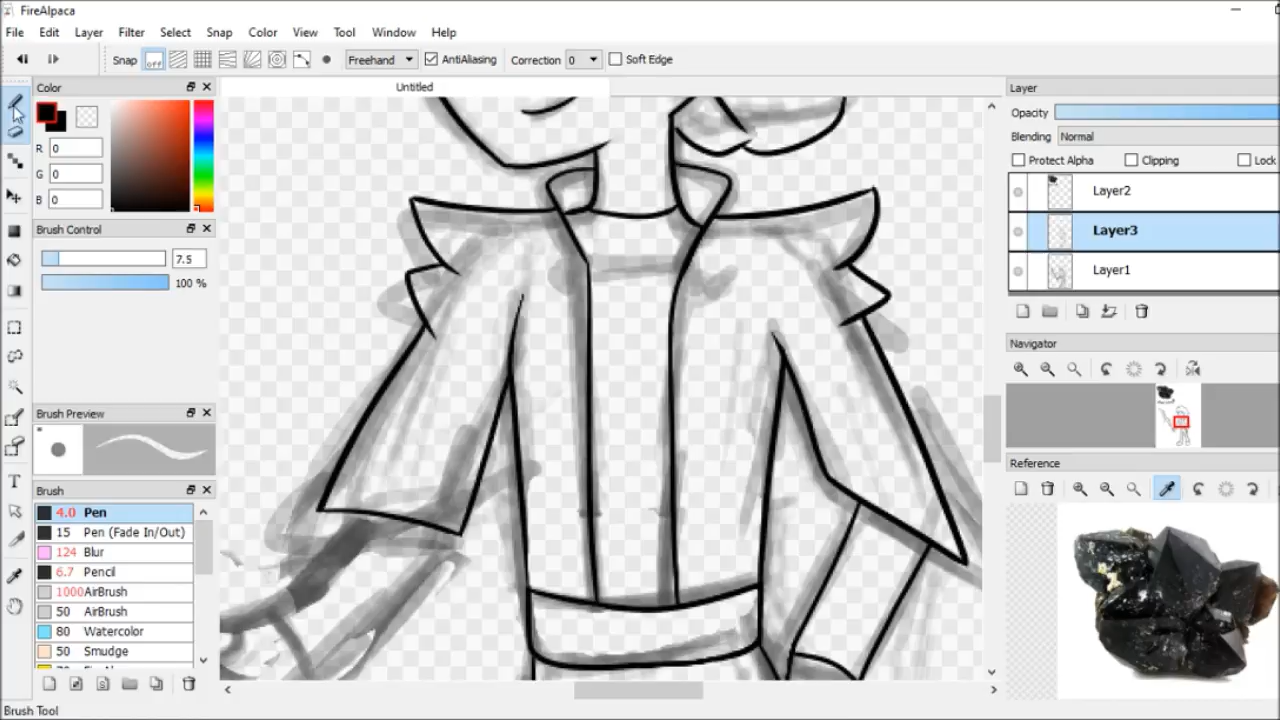 FireAlpaca
File Edit Layer Filter Select Snap Color View Tool Window Help
Snap off Freehand AntiAliasing Correction 0 Soft Edge
Color
Untitled
Layer
R 0
G 0
B 0
Opacity
Blending Normal
Protect Alpha Clipping Lock
Layer2
Layer3
Layer1
Brush Control
7.5
100 %
Navigator
Brush Preview
Reference
Brush
4.0 Pen
15 Pen (Fade In/Out)
124 Blur
6.7 Pencil
1000 AirBrush
50 AirBrush
80 Watercolor
50 Smudge
T
Brush Tool